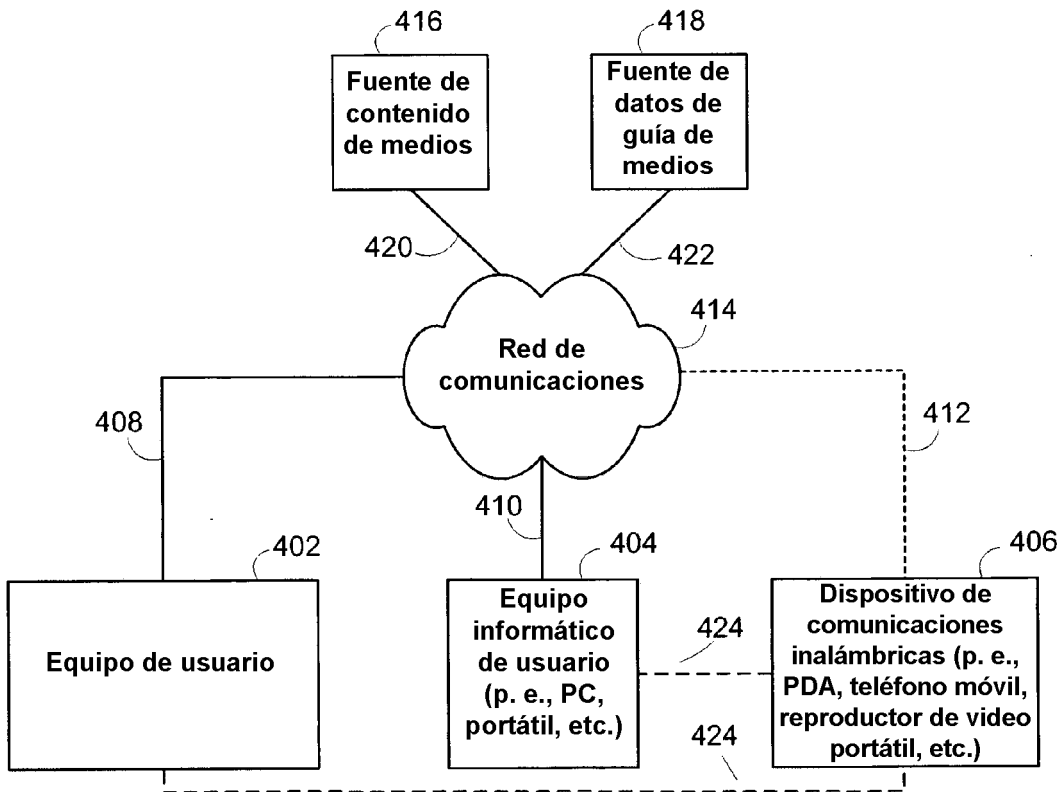 416
418
Fuente de
contenido
de medios
Fuente de
datos de
guía de
medios
420
422
414
Red de
comunicaciones
408
412
410
402
404
406
Equipo de usuario
Equipo
informático
de usuario
(p. e., PC,
portátil, etc.)
424
Dispositivo de
comunicaciones
inalámbricas (p. e.,
PDA, teléfono móvil,
reproductor de video
portátil, etc.)
424